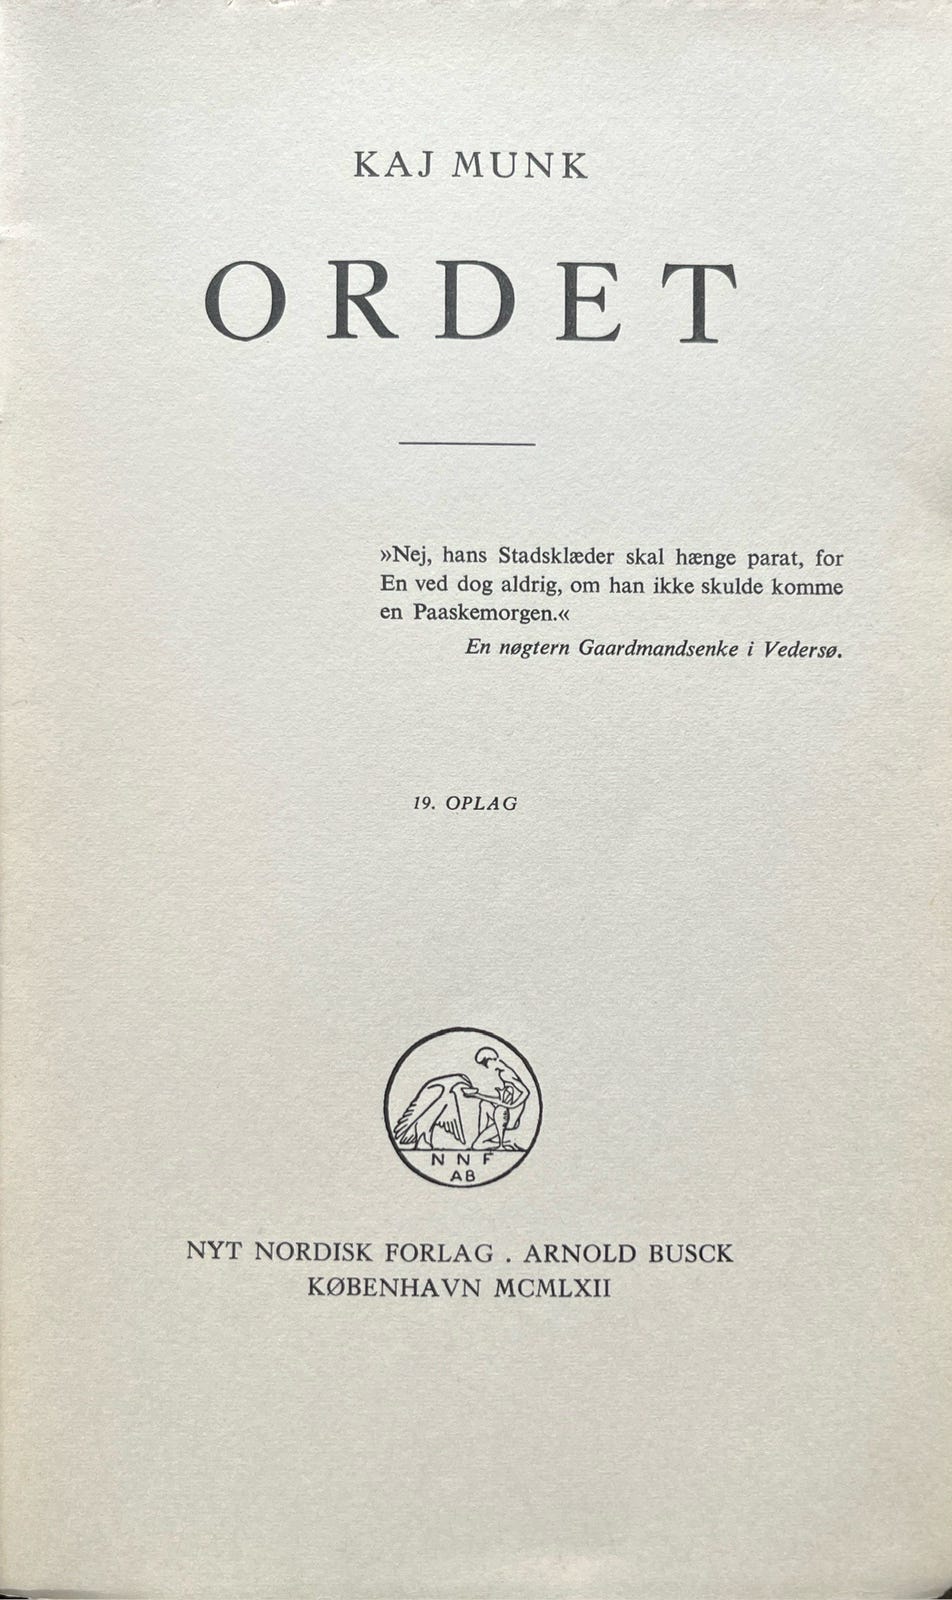 KAJ MUNK
ORDET
»Nej, hans Stadsklæder skal hænge parat, for
En ved dog aldrig, om han ikke skulde komme
en Paaskemorgen.«
En nøgtern Gaardmandsenke i Vedersø.
19. OPLAG
N N F
AB
NYT NORDISK FORLAG . ARNOLD BUSCK
KØBENHAVN MCMLXII